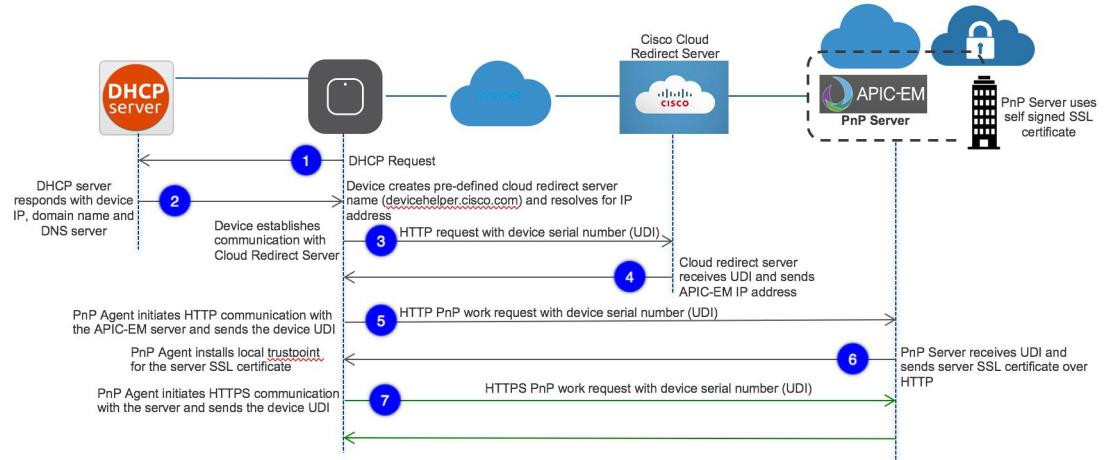 Cisco Cloud
Redirect Server
DHCP
server
Internet
CISCO
APIC-EM
PnP Server
PnP Server uses
self signed SSL
certificate
1
DHCP Request
DHCP server
responds with device
IP, domain name and
DNS server
2
Device creates pre-defined cloud redirect server
name (devicehelper.cisco.com) and resolves for IP
address
Device establishes
communication with
Cloud Redirect Server
3
HTTP request with device serial number (UDI)
4
Cloud redirect server
receives UDI and sends
APIC-EM IP address
PnP Agent initiates HTTP communication with
the APIC-EM server and sends the device UDI
5
HTTP PnP work request with device serial number (UDI)
PnP Agent installs local trustpoint
for the server SSL certificate
6
PnP Server receives UDI and
sends server SSL certificate over
HTTP
PnP Agent initiates HTTPS communication
with the server and sends the device UDI
7
HTTPS PnP work request with device serial number (UDI)